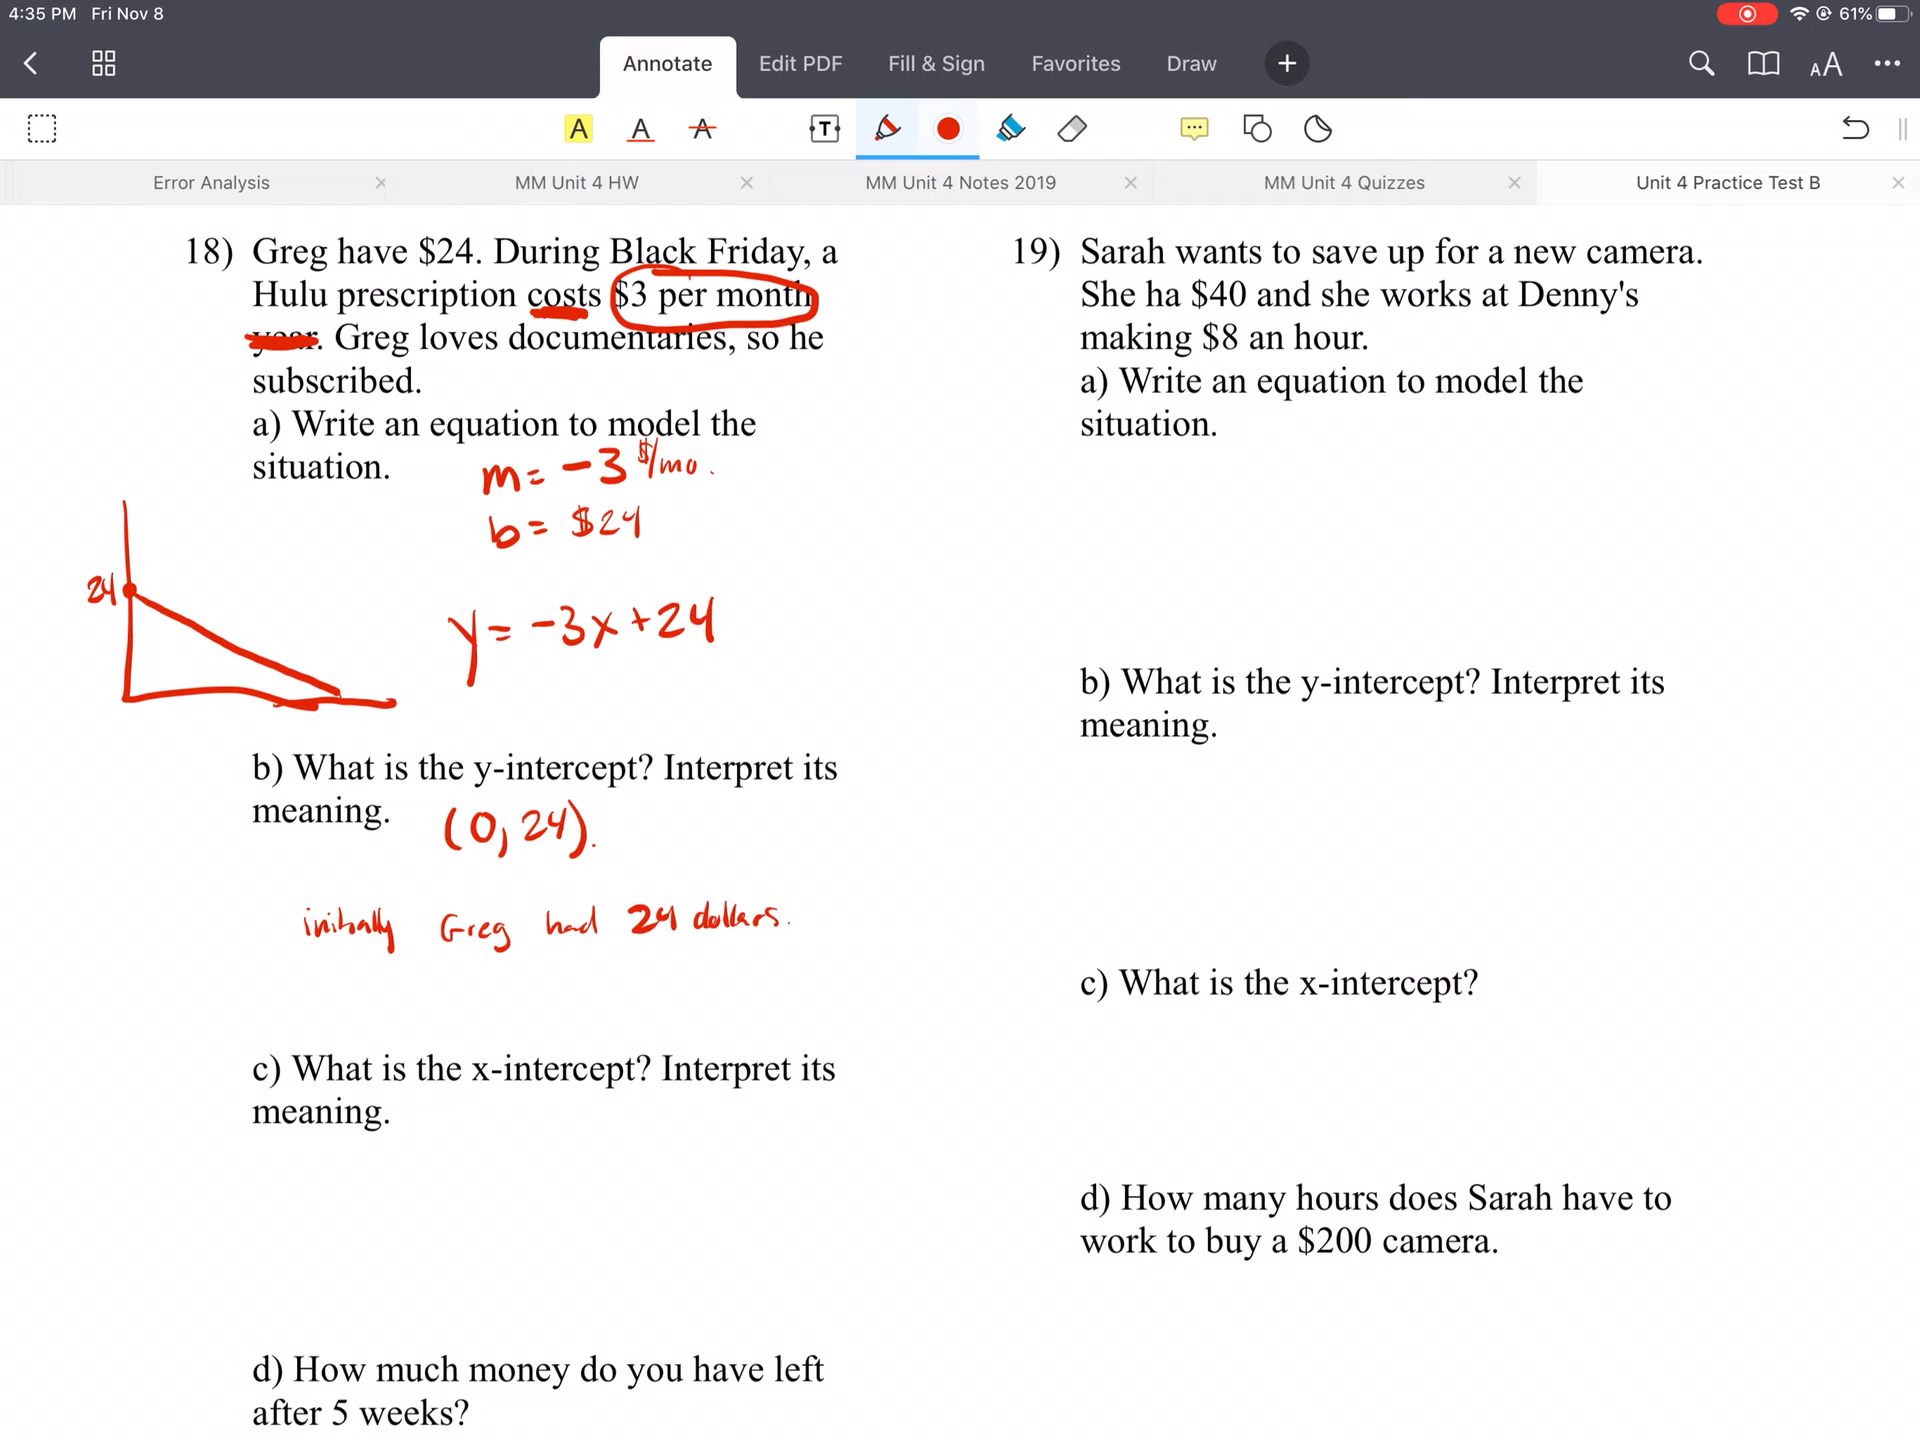 4:35 PM Fri Nov 8
61%
Annotate
Edit PDF
Fill & Sign
Favorites
Draw
Error Analysis
MM Unit 4 HW
MM Unit 4 Notes 2019
MM Unit 4 Quizzes
Unit 4 Practice Test B
18) Greg have $24. During Black Friday, a
Hulu prescription costs $3 per month
year. Greg loves documentaries, so he
subscribed.
a) Write an equation to model the
situation.
m = -3 $/mo.
b = $24
24
y = -3x + 24
b) What is the y-intercept? Interpret its
meaning.
(0, 24).
initially Greg had 24 dollars.
c) What is the x-intercept? Interpret its
meaning.
d) How much money do you have left
after 5 weeks?
19) Sarah wants to save up for a new camera.
She ha $40 and she works at Denny's
making $8 an hour.
a) Write an equation to model the
situation.
b) What is the y-intercept? Interpret its
meaning.
c) What is the x-intercept?
d) How many hours does Sarah have to
work to buy a $200 camera.